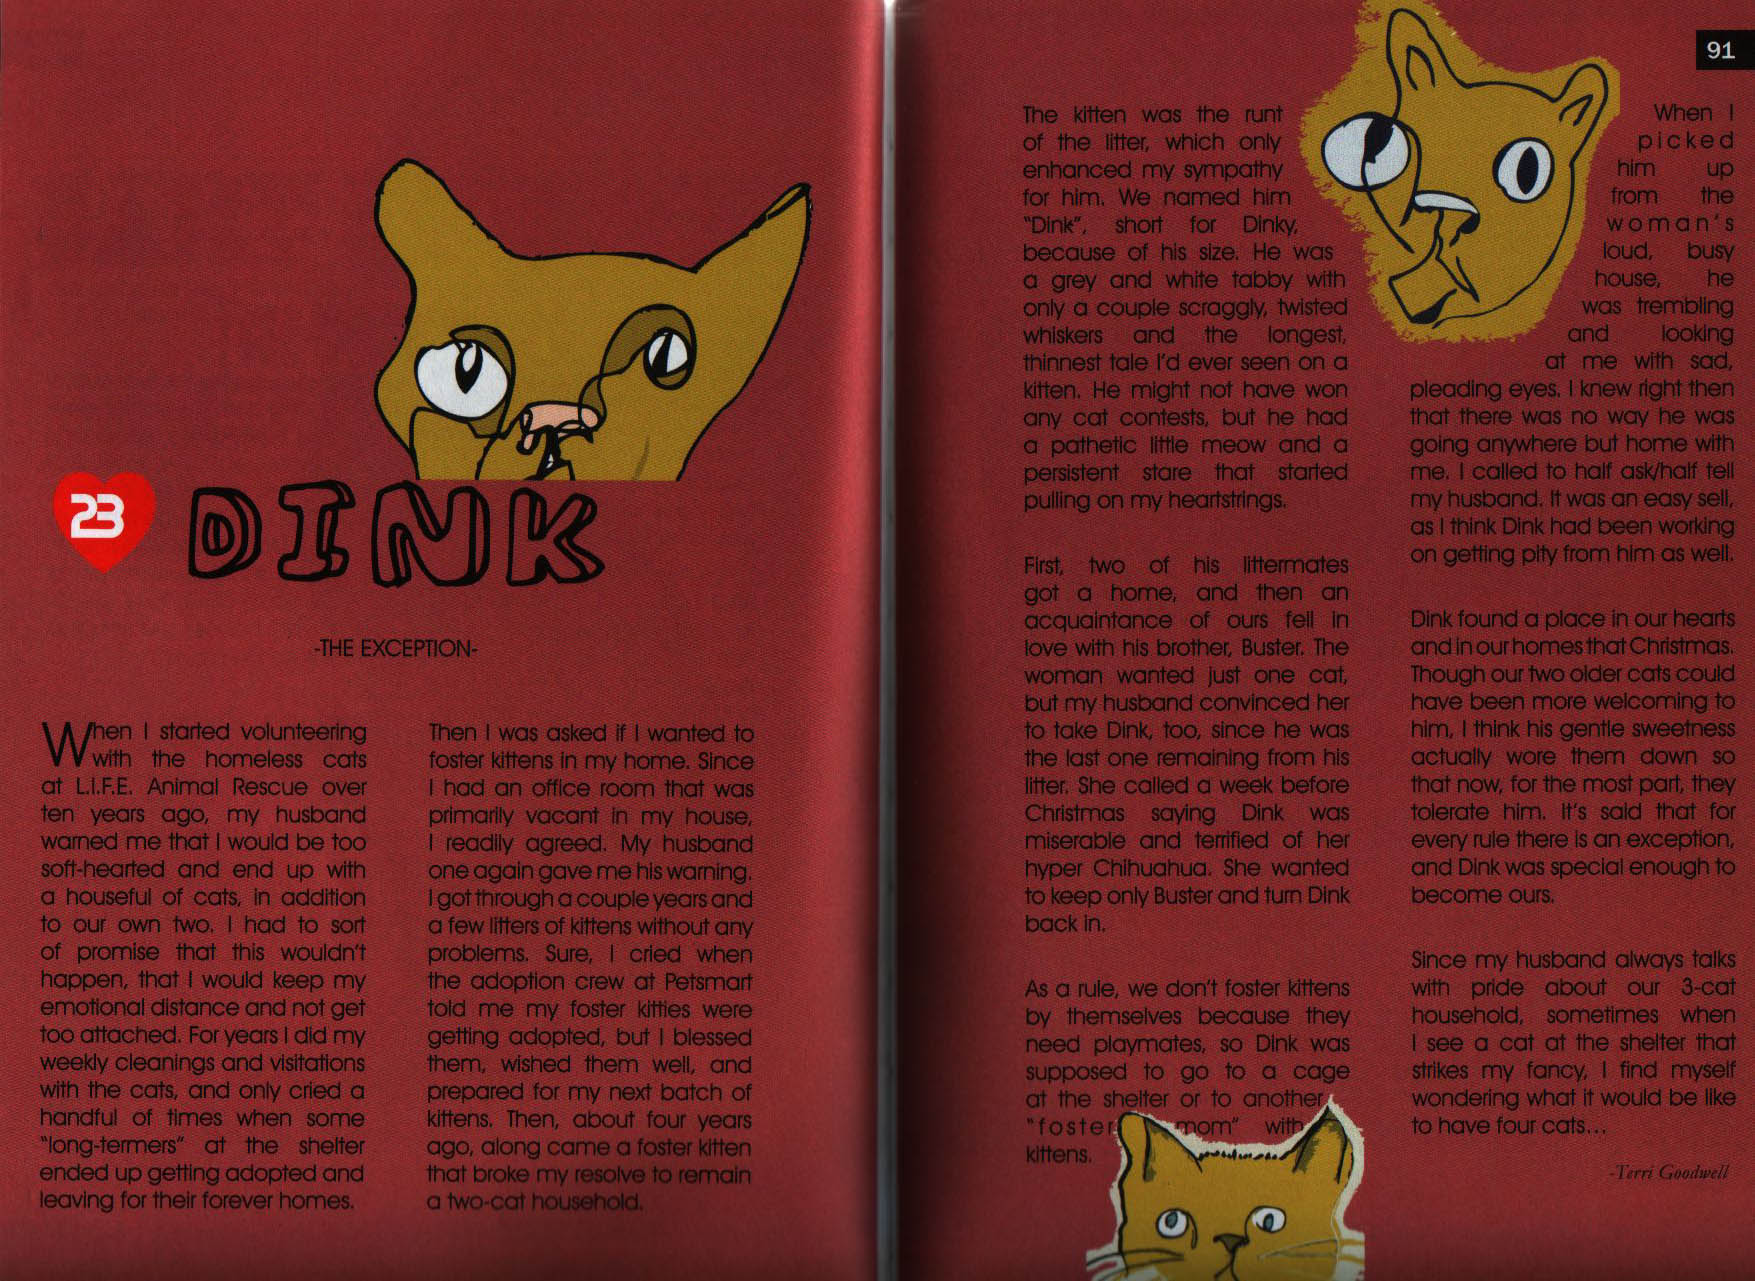 23
DINK
-THE EXCEPTION-
When I started volunteering
with the homeless cats
at L.I.F.E. Animal Rescue over
ten years ago, my husband
warned me that I would be too
soft-hearted and end up with
a houseful of cats, in addition
to our own two. I had to sort
of promise that this wouldn't
happen, that I would keep my
emotional distance and not get
too attached. For years I did my
weekly cleanings and visitations
with the cats, and only cried a
handful of times when some
"long-termers" at the shelter
ended up getting adopted and
leaving for their forever homes.
Then I was asked if I wanted to
foster kittens in my home. Since
I had an office room that was
primarily vacant in my house,
I readily agreed. My husband
one again gave me his warning.
I got through a couple years and
a few litters of kittens without any
problems. Sure, I cried when
the adoption crew at Petsmart
told me my foster kitties were
getting adopted, but I blessed
them, wished them well, and
prepared for my next batch of
kittens. Then, about four years
ago, along came a foster kitten
that broke my resolve to remain
a two-cat household.
91
The kitten was the runt
of the litter, which only
enhanced my sympathy
for him. We named him
"Dink", short for Dinky,
because of his size. He was
a grey and white tabby with
only a couple scraggly, twisted
whiskers and the longest,
thinnest tale I'd ever seen on a
kitten. He might not have won
any cat contests, but he had
a pathetic little meow and a
persistent stare that started
pulling on my heartstrings.
First, two of his littermates
got a home, and then an
acquaintance of ours fell in
love with his brother, Buster. The
woman wanted just one cat,
but my husband convinced her
to take Dink, too, since he was
the last one remaining from his
litter. She called a week before
Christmas saying Dink was
miserable and terrified of her
hyper Chihuahua. She wanted
to keep only Buster and turn Dink
back in.
As a rule, we don't foster kittens
by themselves because they
need playmates, so Dink was
supposed to go to a cage
at the shelter or to another
"foster mom" with
kittens.
When I
picked
him up
from the
woman's
loud, busy
house, he
was trembling
and looking
at me with sad,
pleading eyes. I knew right then
that there was no way he was
going anywhere but home with
me. I called to half ask/half tell
my husband. It was an easy sell,
as I think Dink had been working
on getting pity from him as well.
Dink found a place in our hearts
and in our homes that Christmas.
Though our two older cats could
have been more welcoming to
him, I think his gentle sweetness
actually wore them down so
that now, for the most part, they
tolerate him. It's said that for
every rule there is an exception,
and Dink was special enough to
become ours.
Since my husband always talks
with pride about our 3-cat
household, sometimes when
I see a cat at the shelter that
strikes my fancy, I find myself
wondering what it would be like
to have four cats...
-Terri Goodwell